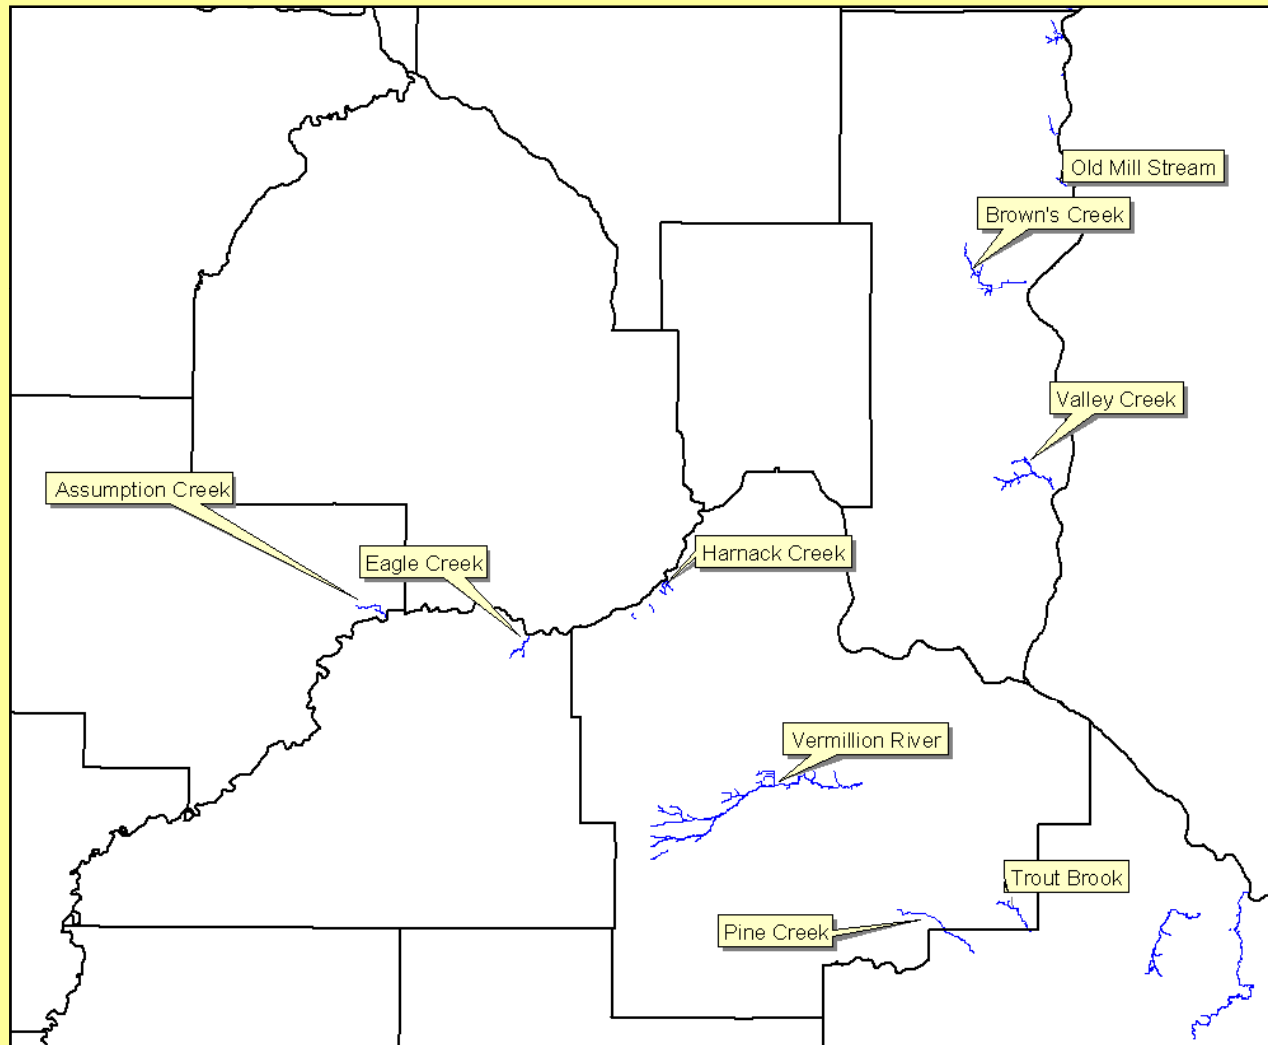 Old Mill Stream
Brown's Creek
Valley Creek
Assumption Creek
Eagle Creek
Harnack Creek
Vermillion River
Trout Brook
Pine Creek